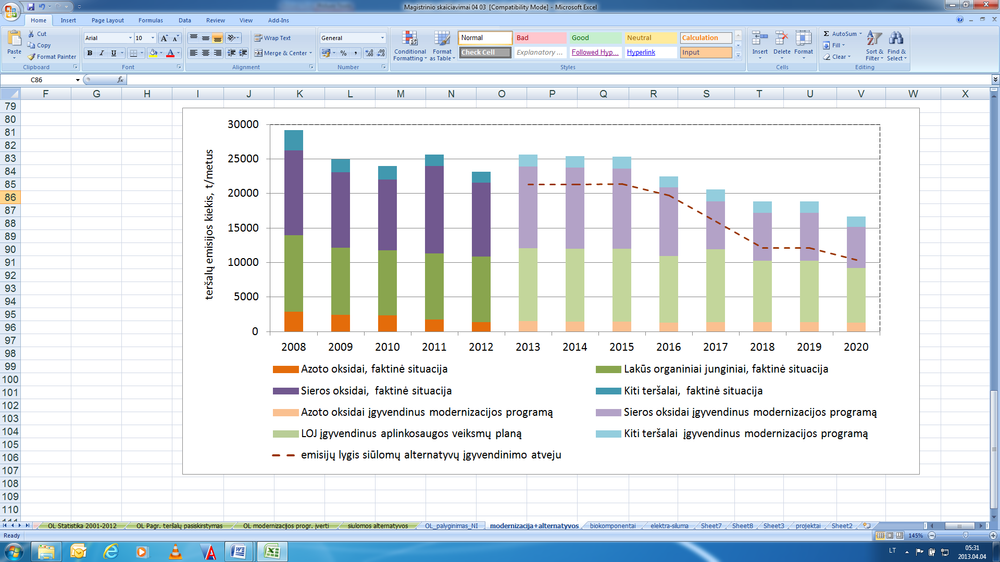 Magistrinio skaiciavimai 04 03 [Compatibility Mode] - Microsoft Excel
Home Insert Page Layout Formulas Data Review View Add-Ins
Paste Cut Copy Format Painter Clipboard
Arial 10 A A B I U A Font
Wrap Text Merge & Center Alignment
General % , .0 .00 .00 .0 Number
Conditional Formatting Format as Table
Normal Bad Good Neutral Calculation
Check Cell Explanatory ... Followed Hyp... Hyperlink Input
Styles
Insert Delete Format Cells
Σ AutoSum Fill Clear Sort & Filter Find & Select Editing
C86 fx
F G H I J K L M N O P Q R S T U V W X
79
80
81
82
83
84
85
86
87
88
89
90
91
92
93
94
95
96
97
98
99
100
101
102
103
104
105
106
107
108
109
110
111
teršalų emisijos kiekis, t/metus
30000
25000
20000
15000
10000
5000
0
2008 2009 2010 2011 2012 2013 2014 2015 2016 2017 2018 2019 2020
Azoto oksidai, faktinė situacija
Lakūs organiniai junginiai, faktinė situacija
Sieros oksidai, faktinė situacija
Kiti teršalai, faktinė situacija
Azoto oksidai įgyvendinus modernizacijos programą
Sieros oksidai įgyvendinus modernizacijos programą
LOJ įgyvendinus aplinkosaugos veiksmų planą
Kiti teršalai įgyvendinus modernizacijos programą
emisijų lygis siūlomų alternatyvų įgyvendinimo atveju
OL Statistika 2001-2012 OL Pagr. teršalų pasiskirstymas OL modernizacijos progr. įverti siulomos alternatyvos OL_palyginimas_NI modernizacija+alternatyvos biokomponentai elektra-siluma Sheet7 Sheet8 Sheet3 projektai Sheet2
Ready 145%
LT 05:31
2013.04.04